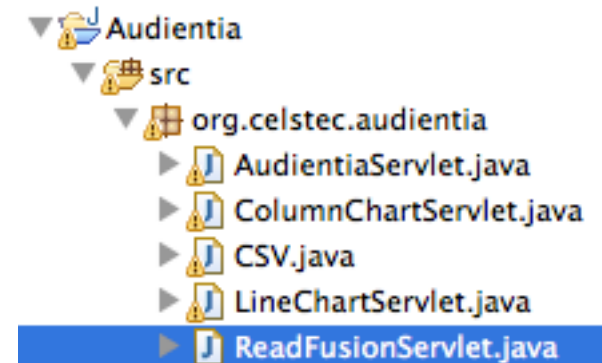 Audientia
src
org.celstec.audientia
AudientiaServlet.java
ColumnChartServlet.java
CSV.java
LineChartServlet.java
ReadFusionServlet.java